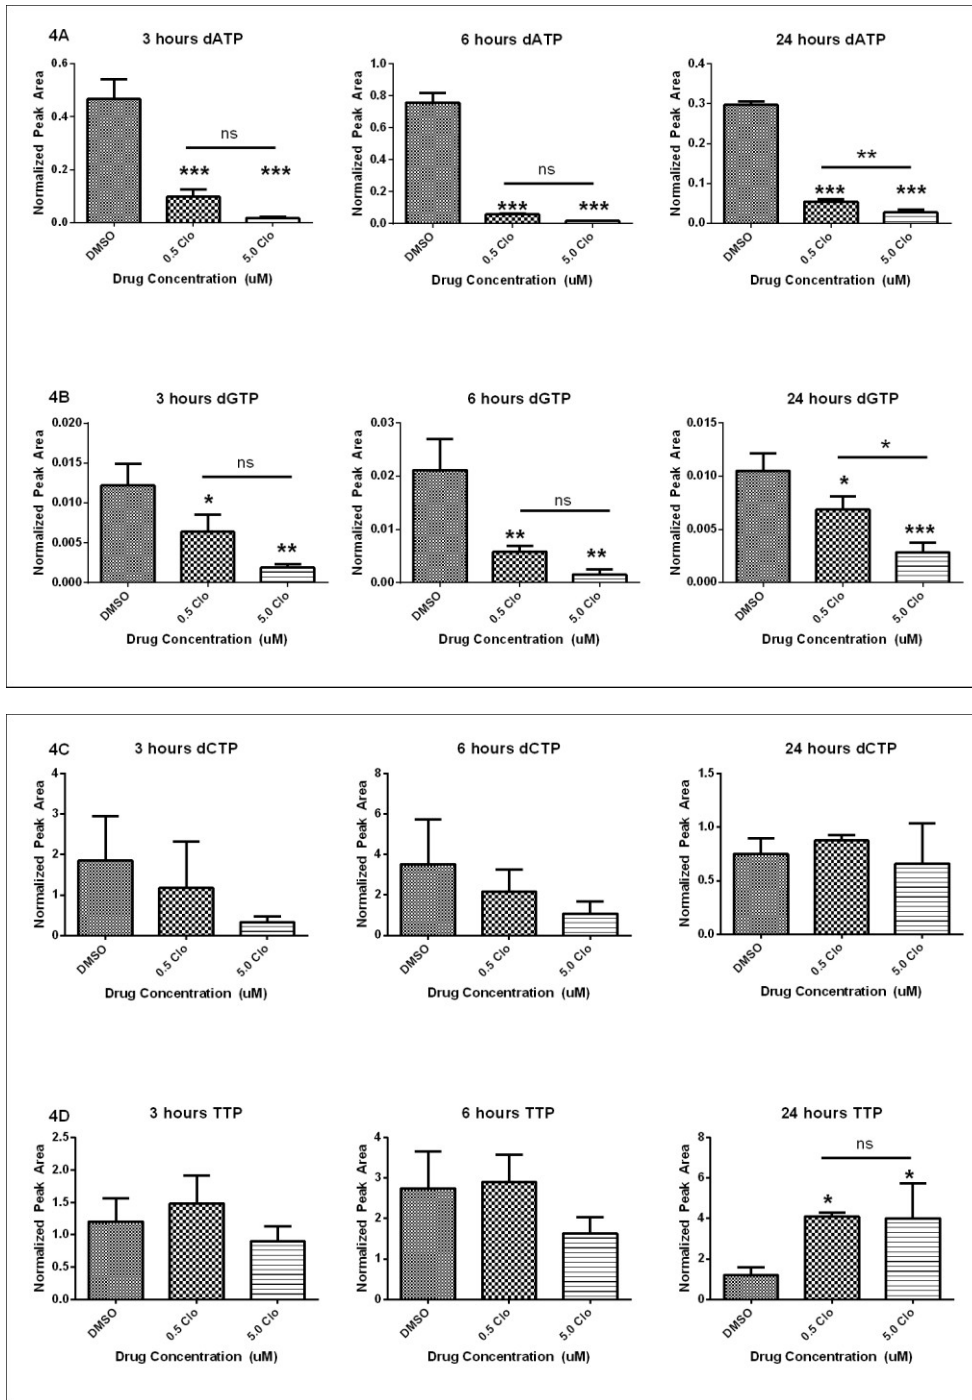 4A
3 hours dATP
Normalized Peak Area
0.6
0.4
0.2
0.0
ns
*** ***
DMSO 0.5 Clo 5.0 Clo
Drug Concentration (uM)
6 hours dATP
Normalized Peak Area
1.0
0.8
0.6
0.4
0.2
0.0
ns
*** ***
DMSO 0.5 Clo 5.0 Clo
Drug Concentration (uM)
24 hours dATP
Normalized Peak Area
0.4
0.3
0.2
0.1
0.0
**
*** ***
DMSO 0.5 Clo 5.0 Clo
Drug Concentration (uM)
4B
3 hours dGTP
Normalized Peak Area
0.020
0.015
0.010
0.005
0.000
ns
*
**
DMSO 0.5 Clo 5.0 Clo
Drug Concentration (uM)
6 hours dGTP
Normalized Peak Area
0.03
0.02
0.01
0.00
ns
**
**
DMSO 0.5 Clo 5.0 Clo
Drug Concentration (uM)
24 hours dGTP
Normalized Peak Area
0.015
0.010
0.005
0.000
*
*
***
DMSO 0.5 Clo 5.0 Clo
Drug Concentration (uM)
4C
3 hours dCTP
Normalized Peak Area
4
3
2
1
0
DMSO 0.5 Clo 5.0 Clo
Drug Concentration (uM)
6 hours dCTP
Normalized Peak Area
8
6
4
2
0
DMSO 0.5 Clo 5.0 Clo
Drug Concentration (uM)
24 hours dCTP
Normalized Peak Area
1.5
1.0
0.5
0.0
DMSO 0.5 Clo 5.0 Clo
Drug Concentration (uM)
4D
3 hours TTP
Normalized Peak Area
2.5
2.0
1.5
1.0
0.5
0.0
DMSO 0.5 Clo 5.0 Clo
Drug Concentration (uM)
6 hours TTP
Normalized Peak Area
4
3
2
1
0
DMSO 0.5 Clo 5.0 Clo
Drug Concentration (uM)
24 hours TTP
Normalized Peak Area
8
6
4
2
0
ns
*
*
DMSO 0.5 Clo 5.0 Clo
Drug Concentration (uM)